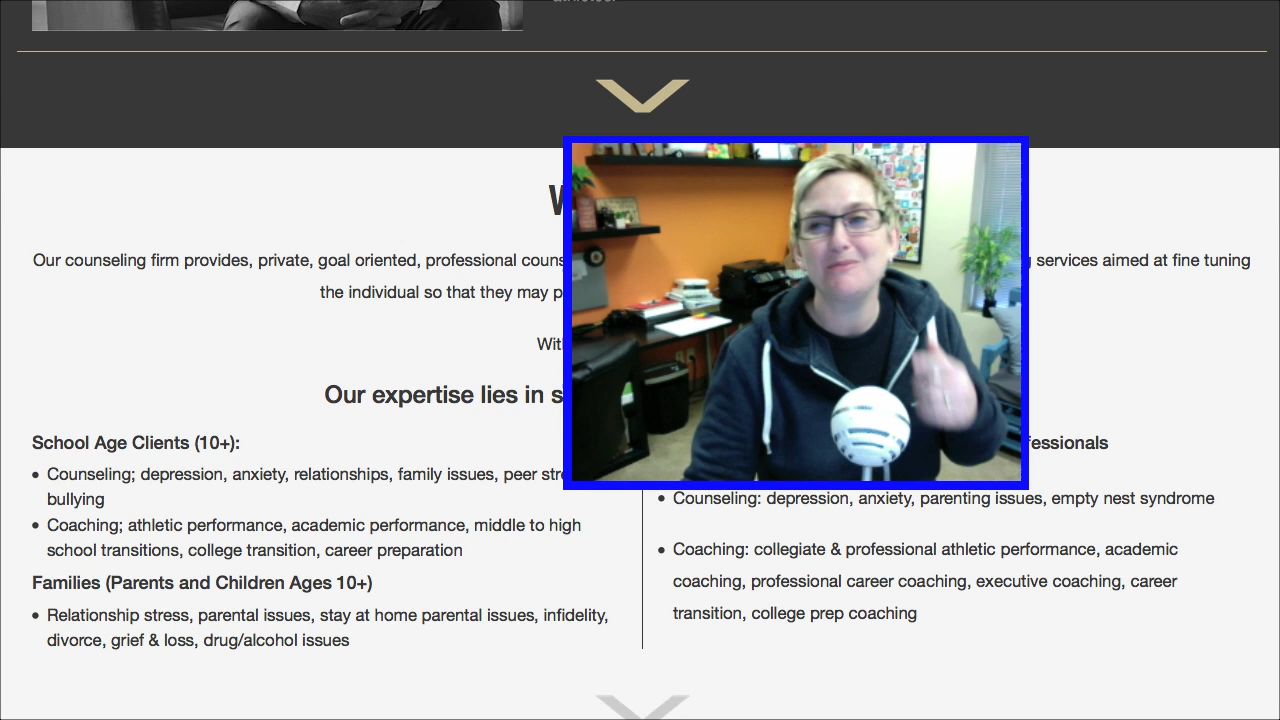 Our counseling firm provides, private, goal oriented, professional
services aimed at fine tuning
the individual so that they may
Our expertise lies in
School Age Clients (10+):
• Counseling; depression, anxiety, relationships, family issues, peer
bullying
• Coaching; athletic performance, academic performance, middle to high
school transitions, college transition, career preparation
Families (Parents and Children Ages 10+)
• Relationship stress, parental issues, stay at home parental issues, infidelity,
divorce, grief & loss, drug/alcohol issues
• Counseling: depression, anxiety, parenting issues, empty nest syndrome
• Coaching: collegiate & professional athletic performance, academic
coaching, professional career coaching, executive coaching, career
transition, college prep coaching